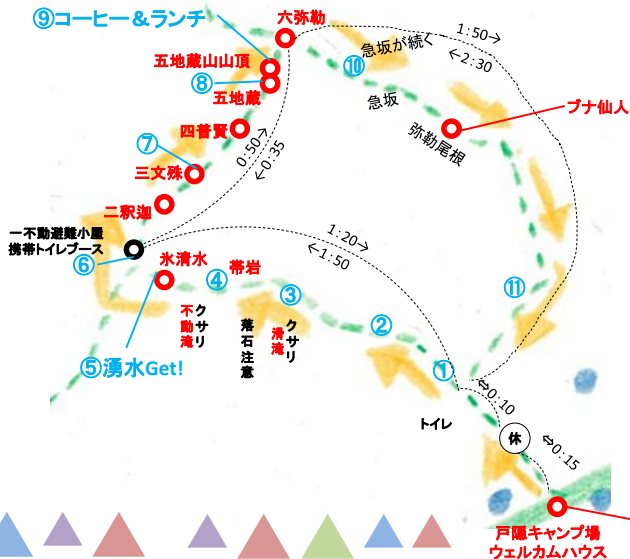 ⑨コーヒー＆ランチ
六弥勒
1:50→
←2:30
急坂が続く
五地蔵山山頂
⑩
⑧
五地蔵
急坂
ブナ仙人
四普賢
弥勒尾根
⑦
0:50→
←0:35
三文殊
二釈迦
一不動避難小屋
携帯トイレブース
⑥
1:20→
←1:50
氷清水
帯岩
④
③
⑪
不動滝
クサリ
落石注意
滑滝
クサリ
②
⑤湧水Get!
①
⇔0:10
トイレ
休
⇔0:15
戸隠キャンプ場
ウェルカムハウス